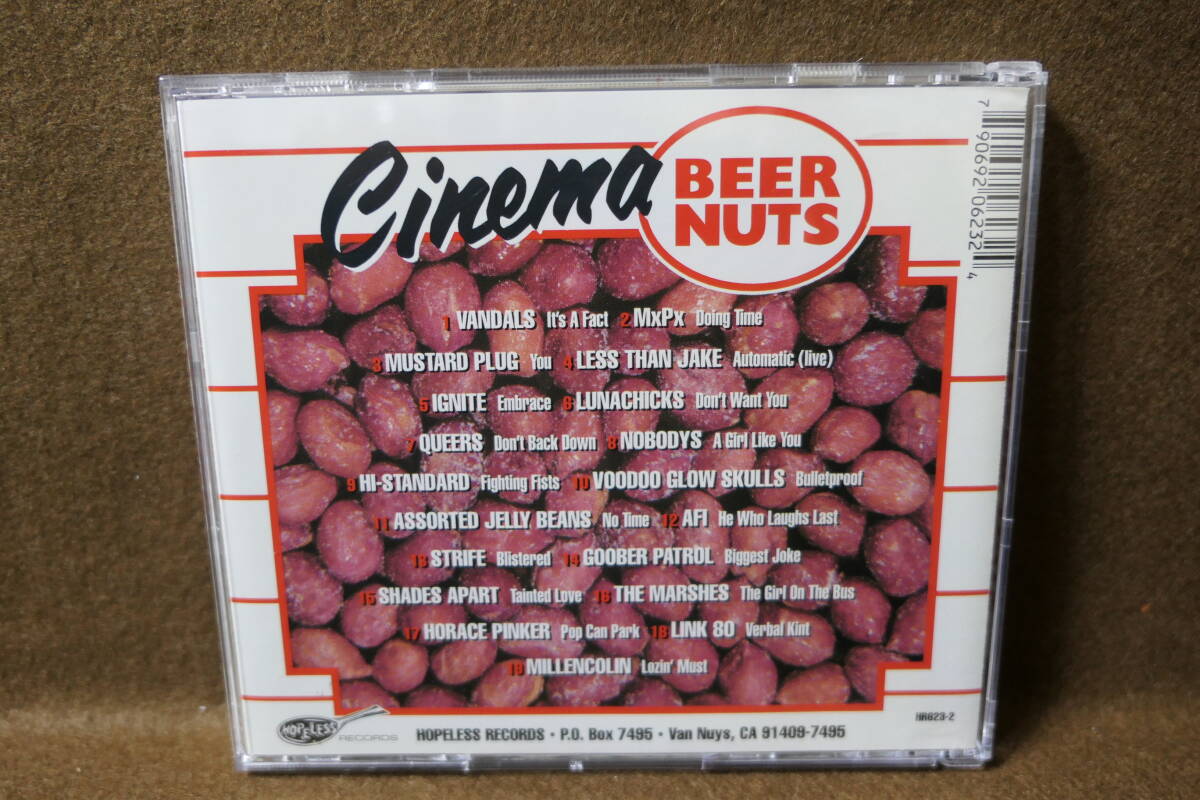 Cinema BEER NUTS
1 VANDALS It's A Fact 2 MxPx Doing Time
3 MUSTARD PLUG You 4 LESS THAN JAKE Automatic (live)
5 IGNITE Embrace 6 LUNACHICKS Don't Want You
7 QUEERS Don't Back Down 8 NOBODYS A Girl Like You
9 HI-STANDARD Fighting Fists 10 VOODOO GLOW SKULLS Bulletproof
11 ASSORTED JELLY BEANS No Time 12 AFI He Who Laughs Last
13 STRIFE Blistered 14 GOOBER PATROL Biggest Joke
15 SHADES APART Tainted Love 16 THE MARSHES The Girl On The Bus
17 HORACE PINKER Pop Can Park 18 LINK 80 Verbal Kint
19 MILLENCOLIN Lozin' Must
HOPELESS RECORDS
HOPELESS RECORDS • P.O. Box 7495 • Van Nuys, CA 91409-7495
HR623-2
7 90692 06232 4